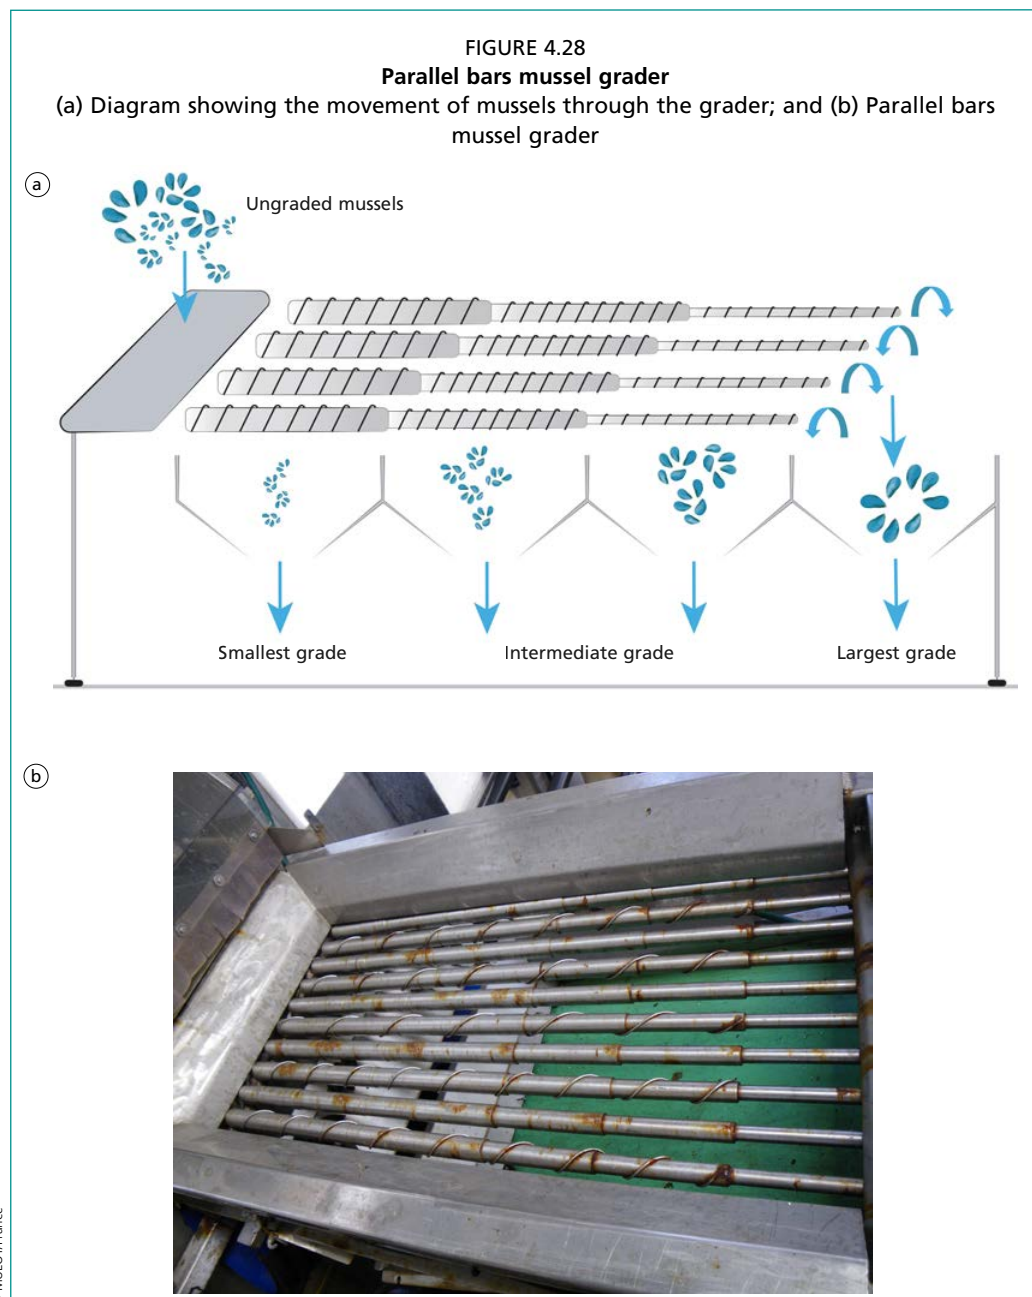 FIGURE 4.28
Parallel bars mussel grader
(a) Diagram showing the movement of mussels through the grader; and (b) Parallel bars
mussel grader
a
Ungraded mussels
Smallest grade
Intermediate grade
Largest grade
b